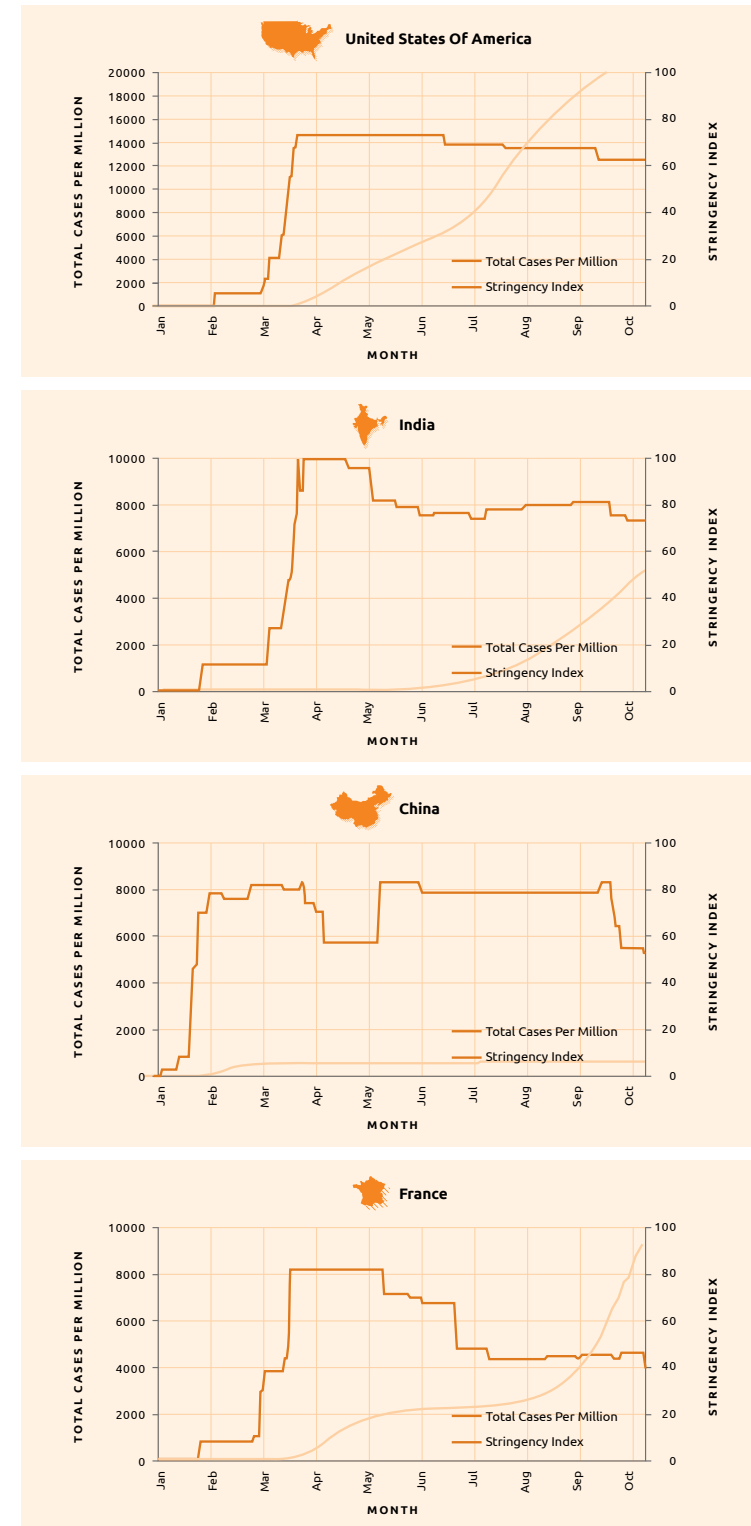 United States Of America
TOTAL CASES PER MILLION
20000
18000
16000
14000
12000
10000
8000
6000
4000
2000
0
100
80
60
40
20
0
STRINGENCY INDEX
Total Cases Per Million
Stringency Index
Jan Feb Mar Apr May Jun Jul Aug Sep Oct
MONTH
India
TOTAL CASES PER MILLION
10000
8000
6000
4000
2000
0
100
80
60
40
20
0
STRINGENCY INDEX
Total Cases Per Million
Stringency Index
Jan Feb Mar Apr May Jun Jul Aug Sep Oct
MONTH
China
TOTAL CASES PER MILLION
10000
8000
6000
4000
2000
0
100
80
60
40
20
0
STRINGENCY INDEX
Total Cases Per Million
Stringency Index
Jan Feb Mar Apr May Jun Jul Aug Sep Oct
MONTH
France
TOTAL CASES PER MILLION
10000
8000
6000
4000
2000
0
100
80
60
40
20
0
STRINGENCY INDEX
Total Cases Per Million
Stringency Index
Jan Feb Mar Apr May Jun Jul Aug Sep Oct
MONTH